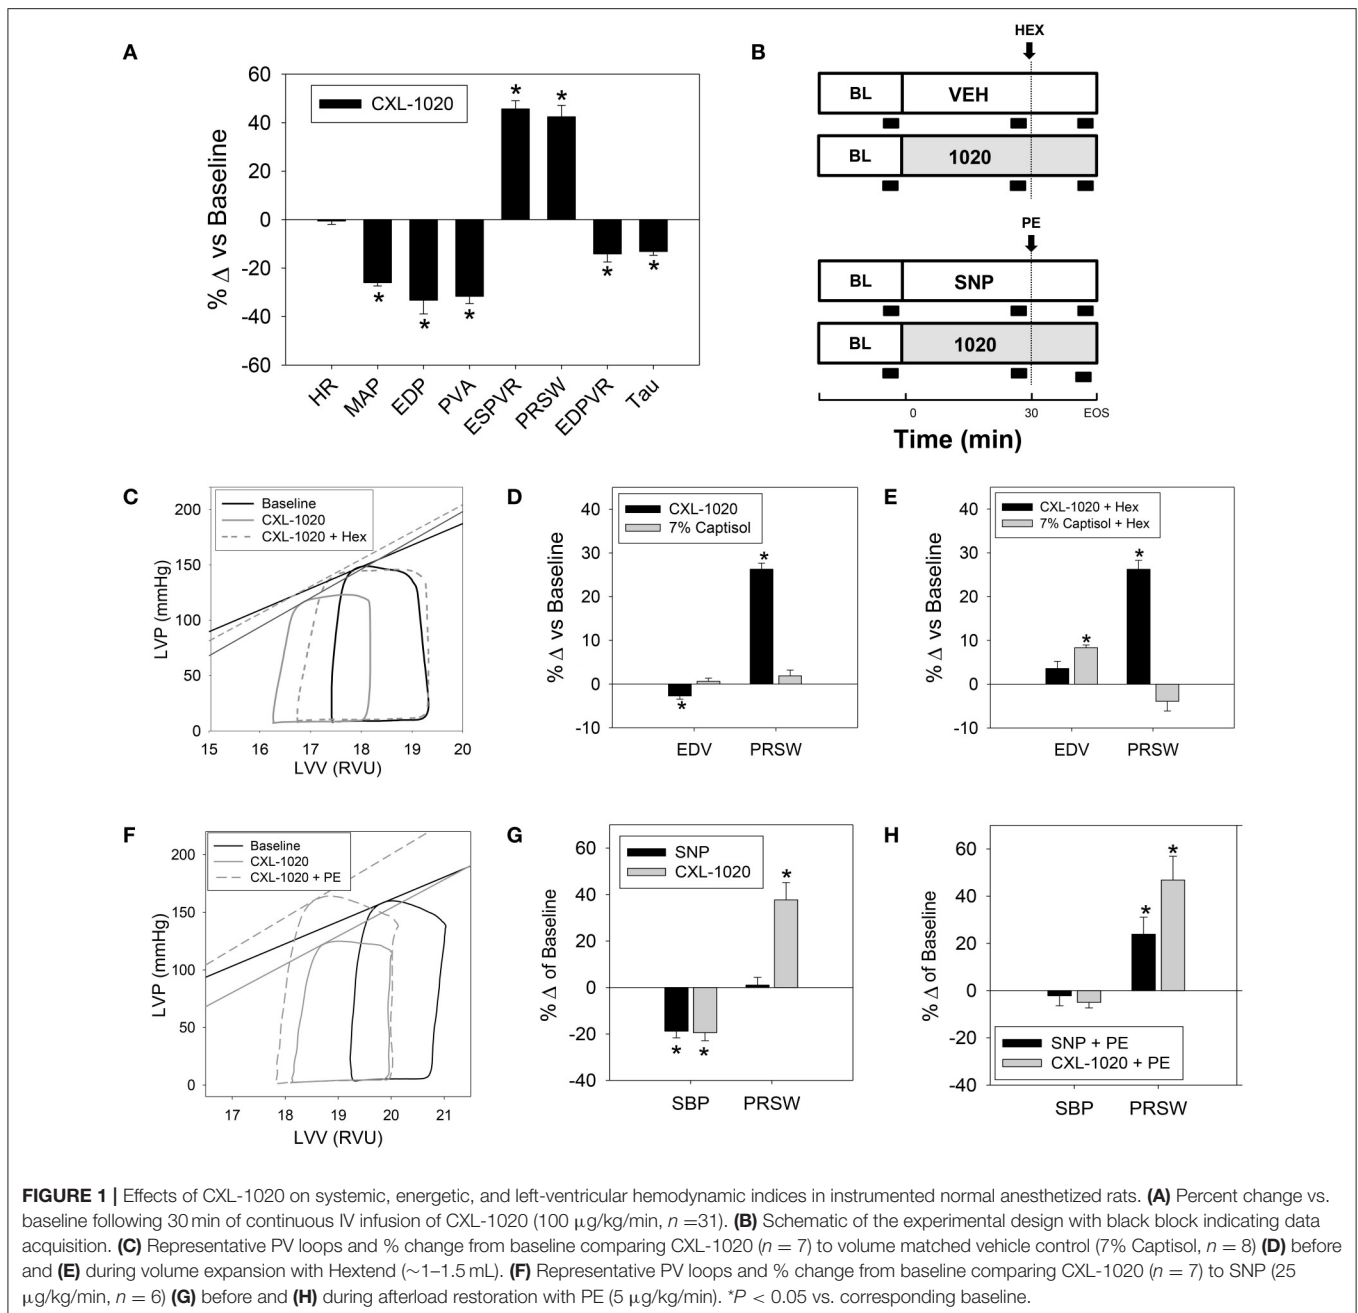 A
60
40
20
0
-20
-40
-60
% Δ vs Baseline
CXL-1020
*
*
*
*
*
*
*
HR
MAP
EDP
PVA
ESPVR
PRSW
EDPVR
Tau
B
HEX
BL VEH
BL 1020
PE
BL SNP
BL 1020
0 30 EOS
Time (min)
C
Baseline
CXL-1020
CXL-1020 + Hex
200
150
100
50
0
LVP (mmHg)
15 16 17 18 19 20
LVV (RVU)
D
CXL-1020
7% Captisol
40
30
20
10
0
-10
% Δ vs Baseline
*
*
EDV PRSW
E
CXL-1020 + Hex
7% Captisol + Hex
40
30
20
10
0
-10
% Δ vs Baseline
*
*
EDV PRSW
F
Baseline
CXL-1020
CXL-1020 + PE
200
150
100
50
0
LVP (mmHg)
17 18 19 20 21
LVV (RVU)
G
SNP
CXL-1020
60
40
20
0
-20
-40
% Δ of Baseline
*
* *
SBP PRSW
H
60
40
20
0
-20
-40
% Δ of Baseline
*
*
SNP + PE
CXL-1020 + PE
SBP PRSW
FIGURE 1 | Effects of CXL-1020 on systemic, energetic, and left-ventricular hemodynamic indices in instrumented normal anesthetized rats. (A) Percent change vs.
baseline following 30 min of continuous IV infusion of CXL-1020 (100 μg/kg/min, n =31). (B) Schematic of the experimental design with black block indicating data
acquisition. (C) Representative PV loops and % change from baseline comparing CXL-1020 (n = 7) to volume matched vehicle control (7% Captisol, n = 8) (D) before
and (E) during volume expansion with Hextend (~1–1.5 mL). (F) Representative PV loops and % change from baseline comparing CXL-1020 (n = 7) to SNP (25
μg/kg/min, n = 6) (G) before and (H) during afterload restoration with PE (5 μg/kg/min). *P < 0.05 vs. corresponding baseline.